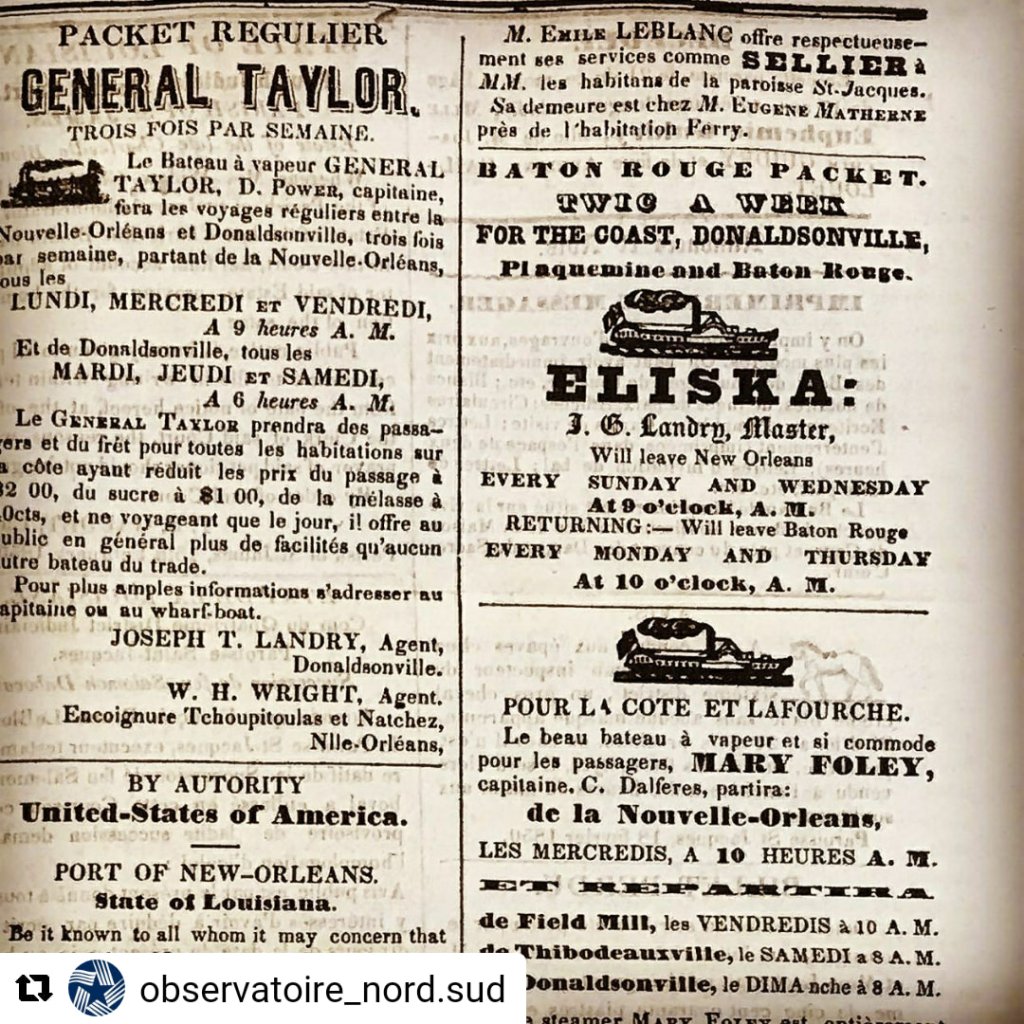 PACKET REGULIER
GENERAL TAYLOR.
TROIS FOIS PAR SEMAINE.
Le Bateau à vapeur GENERAL
TAYLOR, D. POWER, capitaine,
fera les voyages réguliers entre la
Nouvelle-Orléans et Donaldsonville, trois fois
par semaine, partant de la Nouvelle-Orléans,
ous les
LUNDI, MERCREDI ET VENDREDI,
A 9 heures A. M.
Et de Donaldsonville, tous les
MARDI, JEUDI ET SAMEDI,
A 6 heures A. M.
Le GENERAL TAYLOR prendra des passa-
gers et du frêt pour toutes les habitations sur
a côte ayant réduit les prix du passage à
$2 00, du sucre à $1 00, de la mélasse à
0cts, et ne voyageant que le jour, il offre au
ublic en général plus de facilités qu'aucun
utre bateau du trade.
Pour plus amples informations s'adresser au
apitaine ou au wharf-boat.
JOSEPH T. LANDRY, Agent,
Donaldsonville.
W. H. WRIGHT, Agent.
Encoignure Tchoupitoulas et Natchez,
Nlle-Orléans,
BY AUTORITY
United-States of America.
PORT OF NEW-ORLEANS.
State of Louisiana.
Be it known to all whom it may concern that
M. EMILE LEBLANC offre respectueuse-
ment ses services comme SELLIER à
MM. les habitans de la paroisse St-Jacques.
Sa demeure est chez M. EUGENE MATHERNE
près de l'habitation Ferry.
BATON ROUGE PACKET.
TWIC A WEEK
FOR THE COAST, DONALDSONVILLE,
Plaquemine and Baton Rouge.
ELISKA:
J. G. Landry, Master,
Will leave New Orleans
EVERY SUNDAY AND WEDNESDAY
At 9 o'clock, A. M.
RETURNING:— Will leave Baton Rouge
EVERY MONDAY AND THURSDAY
At 10 o'clock, A. M.
POUR LA COTE ET LAFOURCHE.
Le beau bateau à vapeur et si commode
pour les passagers, MARY FOLEY,
capitaine. C. Dalferes, partira:
de la Nouvelle-Orleans,
LES MERCREDIS, A 10 HEURES A. M.
ET REPARTIRA
de Field Mill, les VENDREDIS à 10 A. M.
de Thibodeauxville, le SAMEDI a 8 A. M.
Donaldsonville, le DIMAnche à 8 A. M.
steamer MARY FOLEY est
observatoire_nord.sud